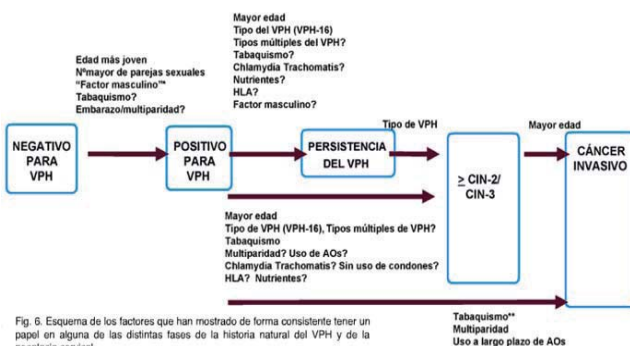 Mayor edad
Tipo del VPH (VPH-16)
Tipos múltiples del VPH?
Tabaquismo?
Chlamydia Trachomatis?
Nutrientes?
HLA?
Factor masculino?
Edad más joven
Nºmayor de parejas sexuales
"Factor masculino"*
Tabaquismo?
Embarazo/multiparidad?
Tipo de VPH
Mayor edad
NEGATIVO
PARA
VPH
POSITIVO
PARA
VPH
PERSISTENCIA
DEL VPH
≥ CIN-2/
CIN-3
CÁNCER
INVASIVO
Mayor edad
Tipo de VPH (VPH-16), Tipos múltiples de VPH?
Tabaquismo
Multiparidad? Uso de AOs?
Chlamydia Trachomatis? Sin uso de condones?
HLA? Nutrientes?
Tabaquismo**
Multiparidad
Uso a largo plazo de AOs
Fig. 6. Esquema de los factores que han mostrado de forma consistente tener un
papel en alguna de las distintas fases de la historia natural del VPH y de la